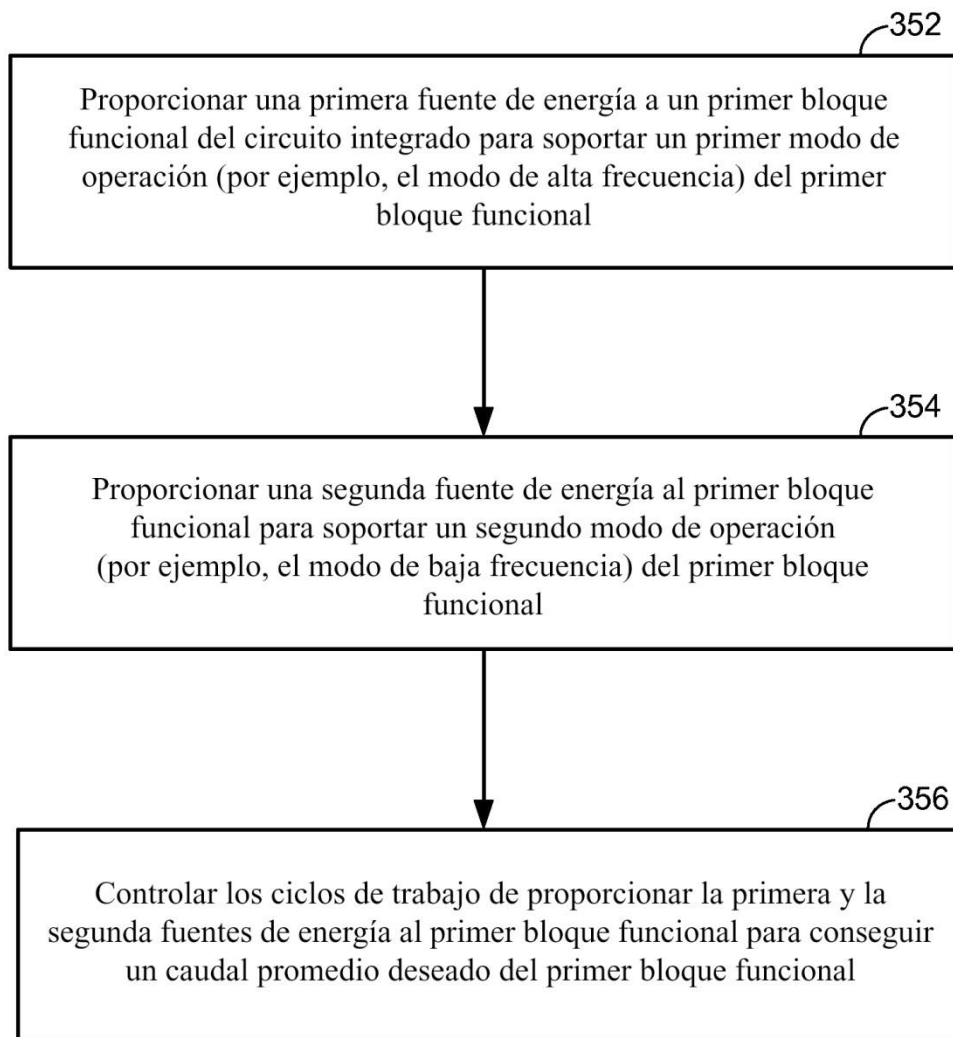 352
Proporcionar una primera fuente de energía a un primer bloque
funcional del circuito integrado para soportar un primer modo de
operación (por ejemplo, el modo de alta frecuencia) del primer
bloque funcional
354
Proporcionar una segunda fuente de energía al primer bloque
funcional para soportar un segundo modo de operación
(por ejemplo, el modo de baja frecuencia) del primer bloque
funcional
356
Controlar los ciclos de trabajo de proporcionar la primera y la
segunda fuentes de energía al primer bloque funcional para conseguir
un caudal promedio deseado del primer bloque funcional